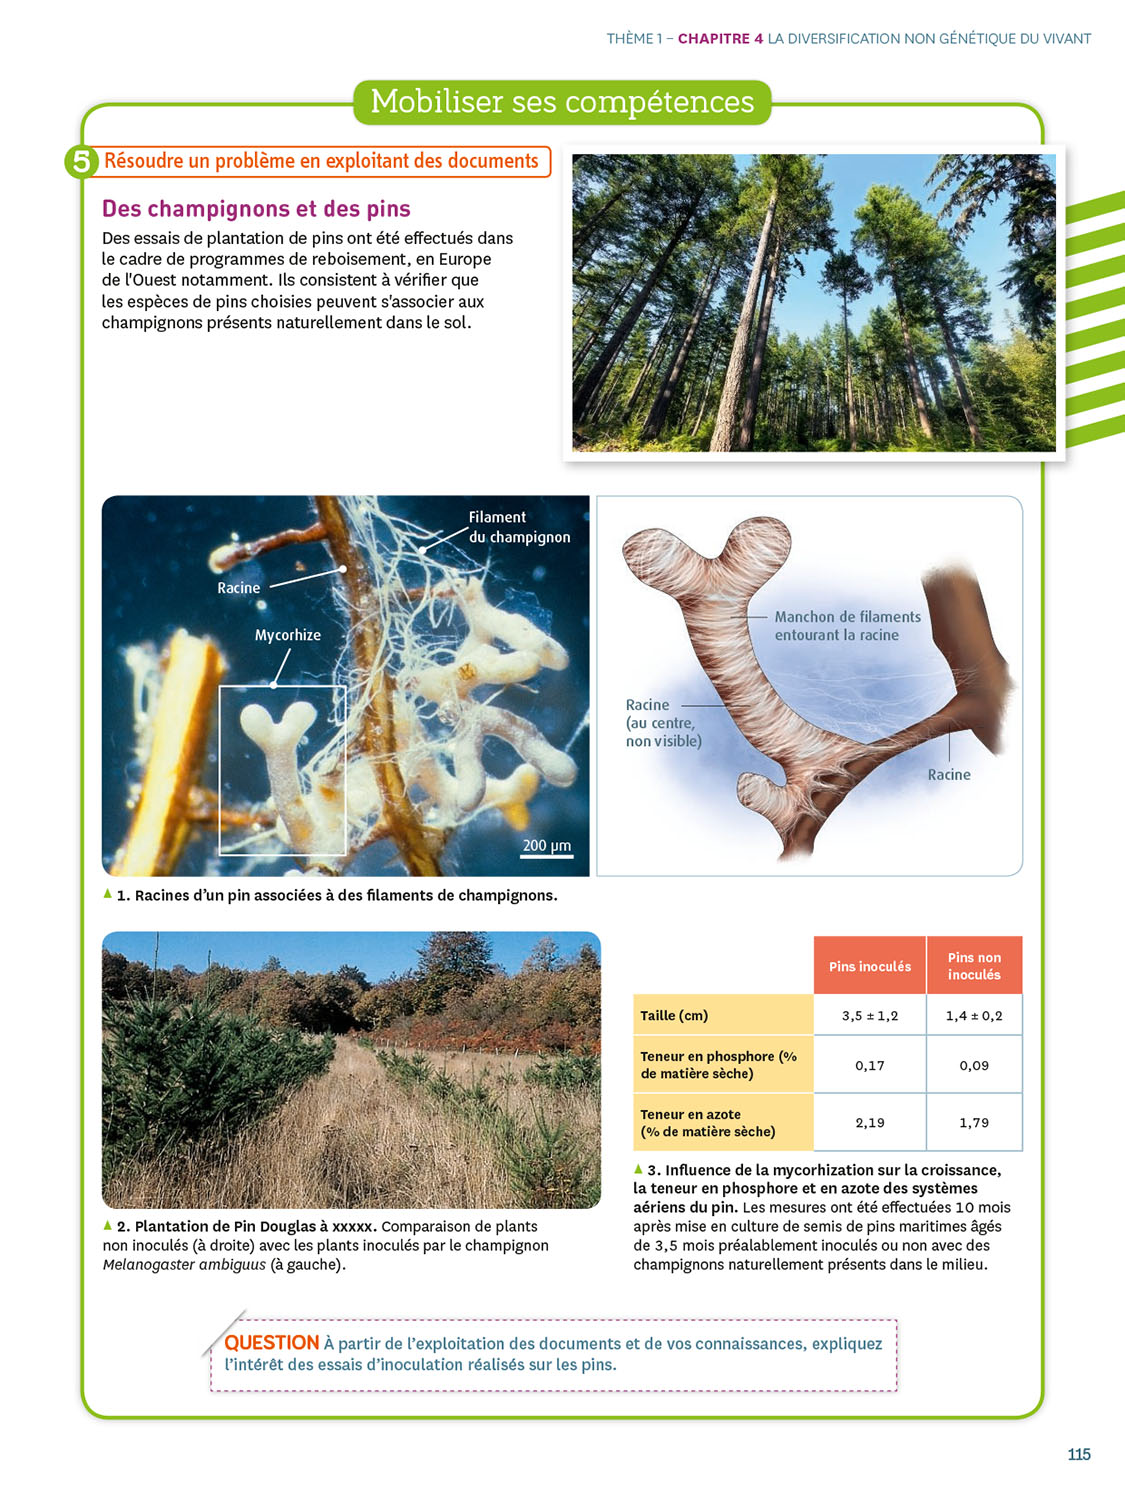 THÈME 1 – CHAPITRE 4 LA DIVERSIFICATION NON GÉNÉTIQUE DU VIVANT
Mobiliser ses compétences
5 Résoudre un problème en exploitant des documents
Des champignons et des pins
Des essais de plantation de pins ont été effectués dans
le cadre de programmes de reboisement, en Europe
de l'Ouest notamment. Ils consistent à vérifier que
les espèces de pins choisies peuvent s'associer aux
champignons présents naturellement dans le sol.
Filament
du champignon
Racine
Mycorhize
200 µm
Manchon de filaments
entourant la racine
Racine
(au centre,
non visible)
Racine
1. Racines d’un pin associées à des filaments de champignons.
2. Plantation de Pin Douglas à xxxxx. Comparaison de plants
non inoculés (à droite) avec les plants inoculés par le champignon
Melanogaster ambiguus (à gauche).
Pins inoculés
Pins non
inoculés
Taille (cm)
3,5 ± 1,2
1,4 ± 0,2
Teneur en phosphore (%
de matière sèche)
0,17
0,09
Teneur en azote
(% de matière sèche)
2,19
1,79
3. Influence de la mycorhization sur la croissance,
la teneur en phosphore et en azote des systèmes
aériens du pin. Les mesures ont été effectuées 10 mois
après mise en culture de semis de pins maritimes âgés
de 3,5 mois préalablement inoculés ou non avec des
champignons naturellement présents dans le milieu.
QUESTION À partir de l’exploitation des documents et de vos connaissances, expliquez
l’intérêt des essais d’inoculation réalisés sur les pins.
115